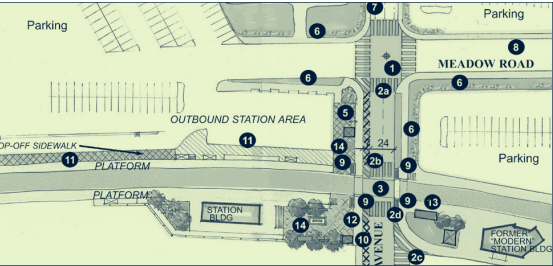 7
Parking
Parking
6
8
1
MEADOW ROAD
6
2a
6
5
OUTBOUND STATION AREA
6
14
24
11
OP-OFF SIDEWALK
11
9
2b
9
Parking
PLATFORM
3
PLATFORM
9
9
13
STATION
BLDG
12
2d
14
10
FORMER
"MODERN"
STATION BLDG
2c
AVENUE